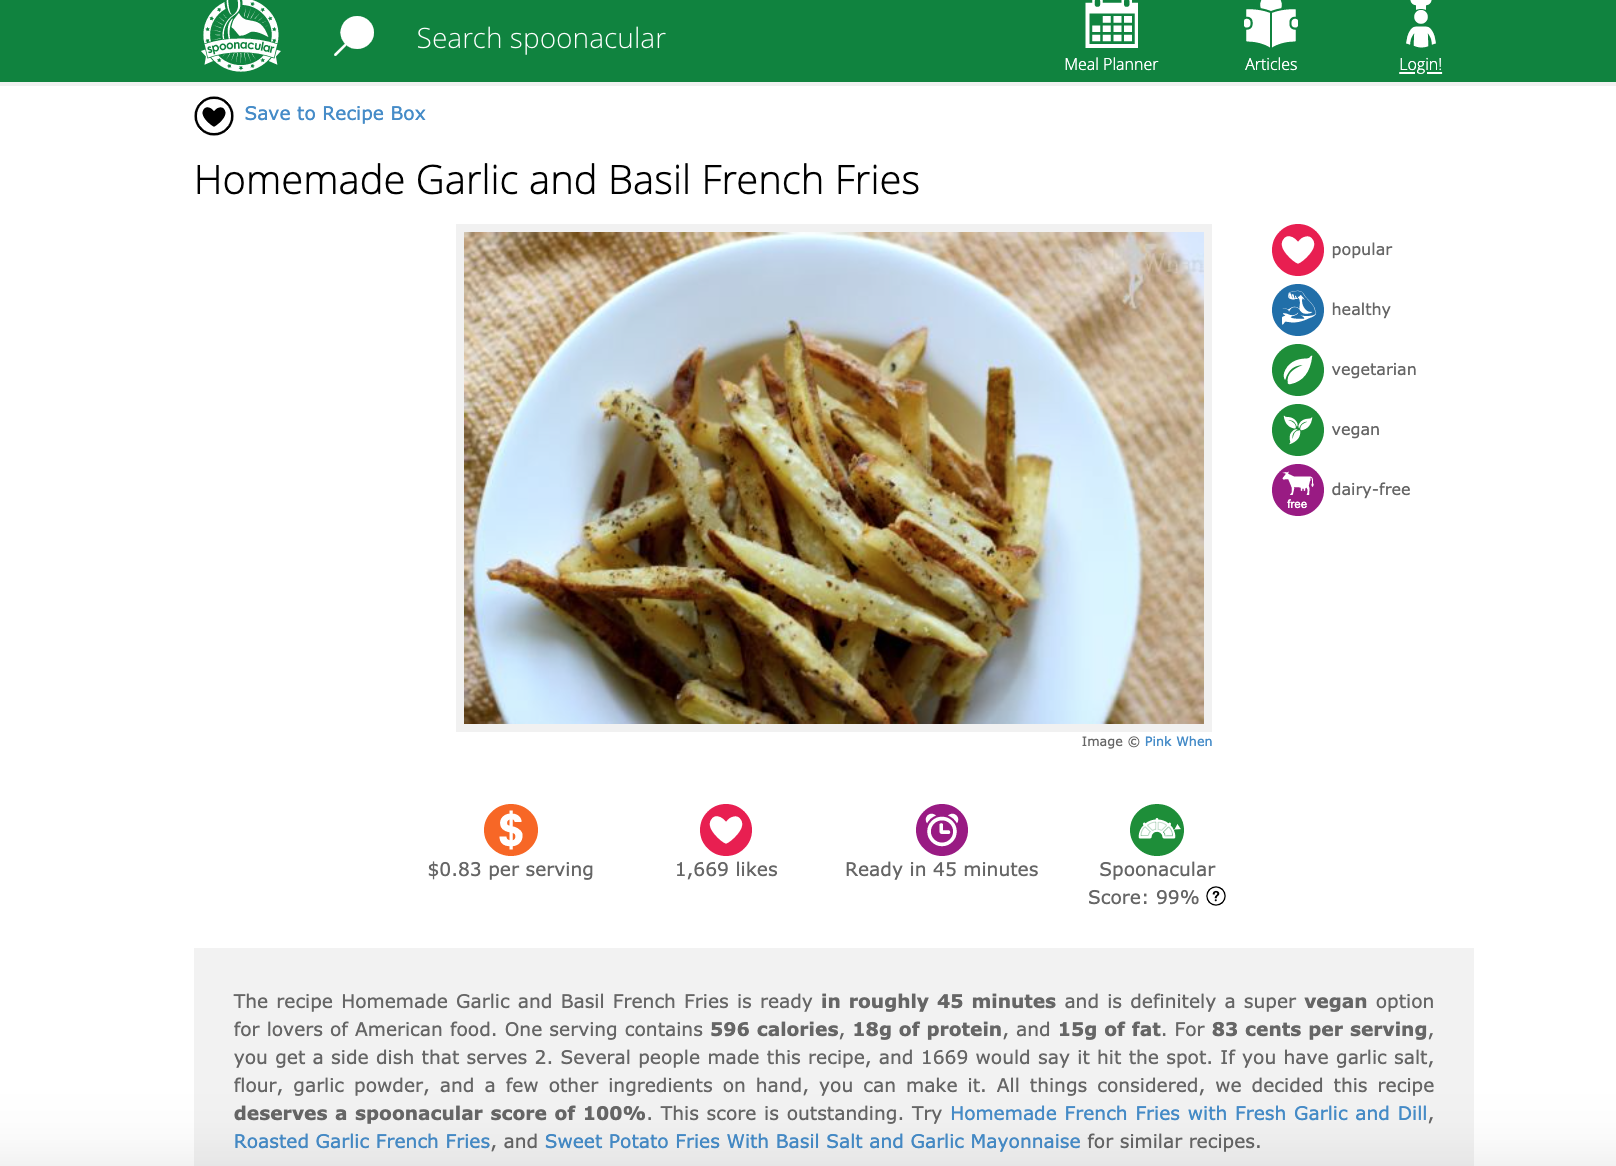 spoonacular
Search spoonacular
Meal Planner
Articles
Login!
Save to Recipe Box
Homemade Garlic and Basil French Fries
When
popular
healthy
vegetarian
vegan
free
dairy-free
Image © Pink When
$0.83 per serving
1,669 likes
Ready in 45 minutes
Spoonacular
Score: 99% ?
The recipe Homemade Garlic and Basil French Fries is ready in roughly 45 minutes and is definitely a super vegan option
for lovers of American food. One serving contains 596 calories, 18g of protein, and 15g of fat. For 83 cents per serving,
you get a side dish that serves 2. Several people made this recipe, and 1669 would say it hit the spot. If you have garlic salt,
flour, garlic powder, and a few other ingredients on hand, you can make it. All things considered, we decided this recipe
deserves a spoonacular score of 100%. This score is outstanding. Try Homemade French Fries with Fresh Garlic and Dill,
Roasted Garlic French Fries, and Sweet Potato Fries With Basil Salt and Garlic Mayonnaise for similar recipes.